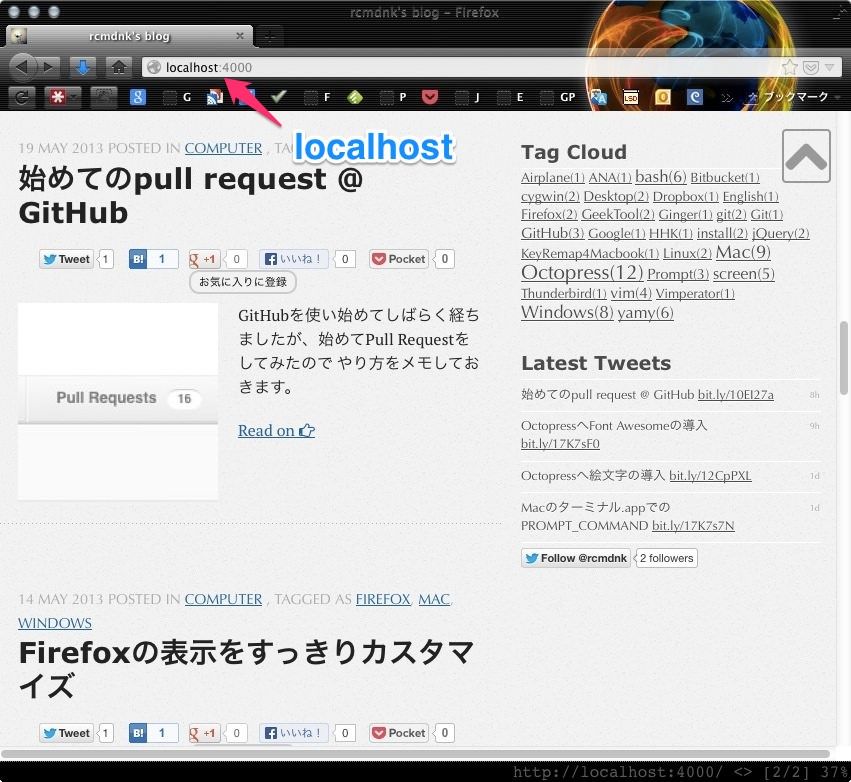 rcmdnk's blog – Firefox
rcmdnk's blog
localhost:4000
G
F
P
J
E
GP
LSD
ブックマーク
localhost
19 MAY 2013 POSTED IN COMPUTER , TA
始めてのpull request @
GitHub
Tweet 1 B! 1 g +1 0 いいね！ 0 Pocket 0
お気に入りに登録
Pull Requests 16
GitHubを使い始めてしばらく経ち
ましたが、始めてPull Requestを
してみたので やり方をメモしてお
きます。
Read on
14 MAY 2013 POSTED IN COMPUTER , TAGGED AS FIREFOX, MAC,
WINDOWS
Firefoxの表示をすっきりカスタマ
イズ
Tweet 1 B! 1 g +1 0 いいね！ 0 Pocket 0
Tag Cloud
Airplane(1) ANA(1) bash(6) Bitbucket(1)
cygwin(2) Desktop(2) Dropbox(1) English(1)
Firefox(2) GeekTool(2) Ginger(1) git(2) Git(1)
GitHub(3) Google(1) HHK(1) install(2) jQuery(2)
KeyRemap4Macbook(1) Linux(2) Mac(9)
Octopress(12) Prompt(3) screen(5)
Thunderbird(1) vim(4) Vimperator(1)
Windows(8) yamy(6)
Latest Tweets
始めてのpull request @ GitHub bit.ly/10EI27a 8h
OctopressへFont Awesomeの導入 9h
bit.ly/17K7sF0
Octopressへ絵文字の導入 bit.ly/12CpPXL 1d
Macのターミナル.appでの 1d
PROMPT_COMMAND bit.ly/17K7s7N
Follow @rcmdnk 2 followers
http://localhost:4000/ <> [2/2] 37%